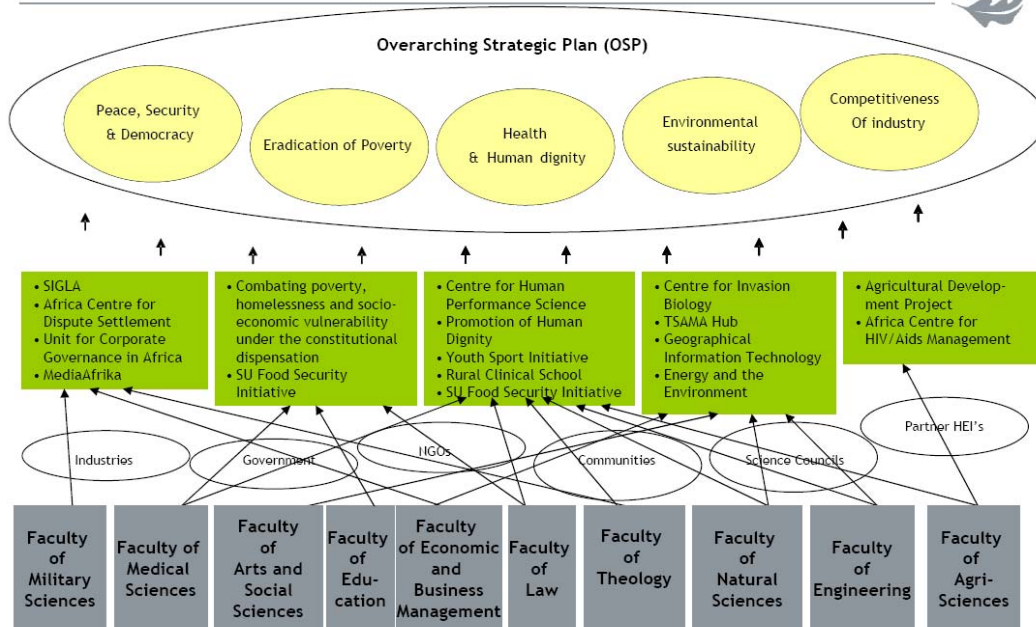 Overarching Strategic Plan (OSP)
Peace, Security
& Democracy
Eradication of Poverty
Health
& Human dignity
Environmental
sustainability
Competitiveness
Of industry
• SIGLA
• Africa Centre for
Dispute Settlement
• Unit for Corporate
Governance in Africa
• MediaAfrika
• Combating poverty,
homelessness and socio-
economic vulnerability
under the constitutional
dispensation
• SU Food Security
Initiative
• Centre for Human
Performance Science
• Promotion of Human
Dignity
• Youth Sport Initiative
• Rural Clinical School
• SU Food Security Initiative
• Centre for Invasion
Biology
• TSAMA Hub
• Geographical
Information Technology
• Energy and the
Environment
• Agricultural Develop-
ment Project
• Africa Centre for
HIV/Aids Management
Industries
Government
NGOs
Communities
Science Councils
Partner HEI's
Faculty
of
Military
Sciences
Faculty of
Medical
Sciences
Faculty
of
Arts and
Social
Sciences
Faculty
of
Edu-
cation
Faculty
of Economic
and
Business
Management
Faculty
of
Law
Faculty
of
Theology
Faculty
of
Natural
Sciences
Faculty
of
Engineering
Faculty
of
Agri-
Sciences